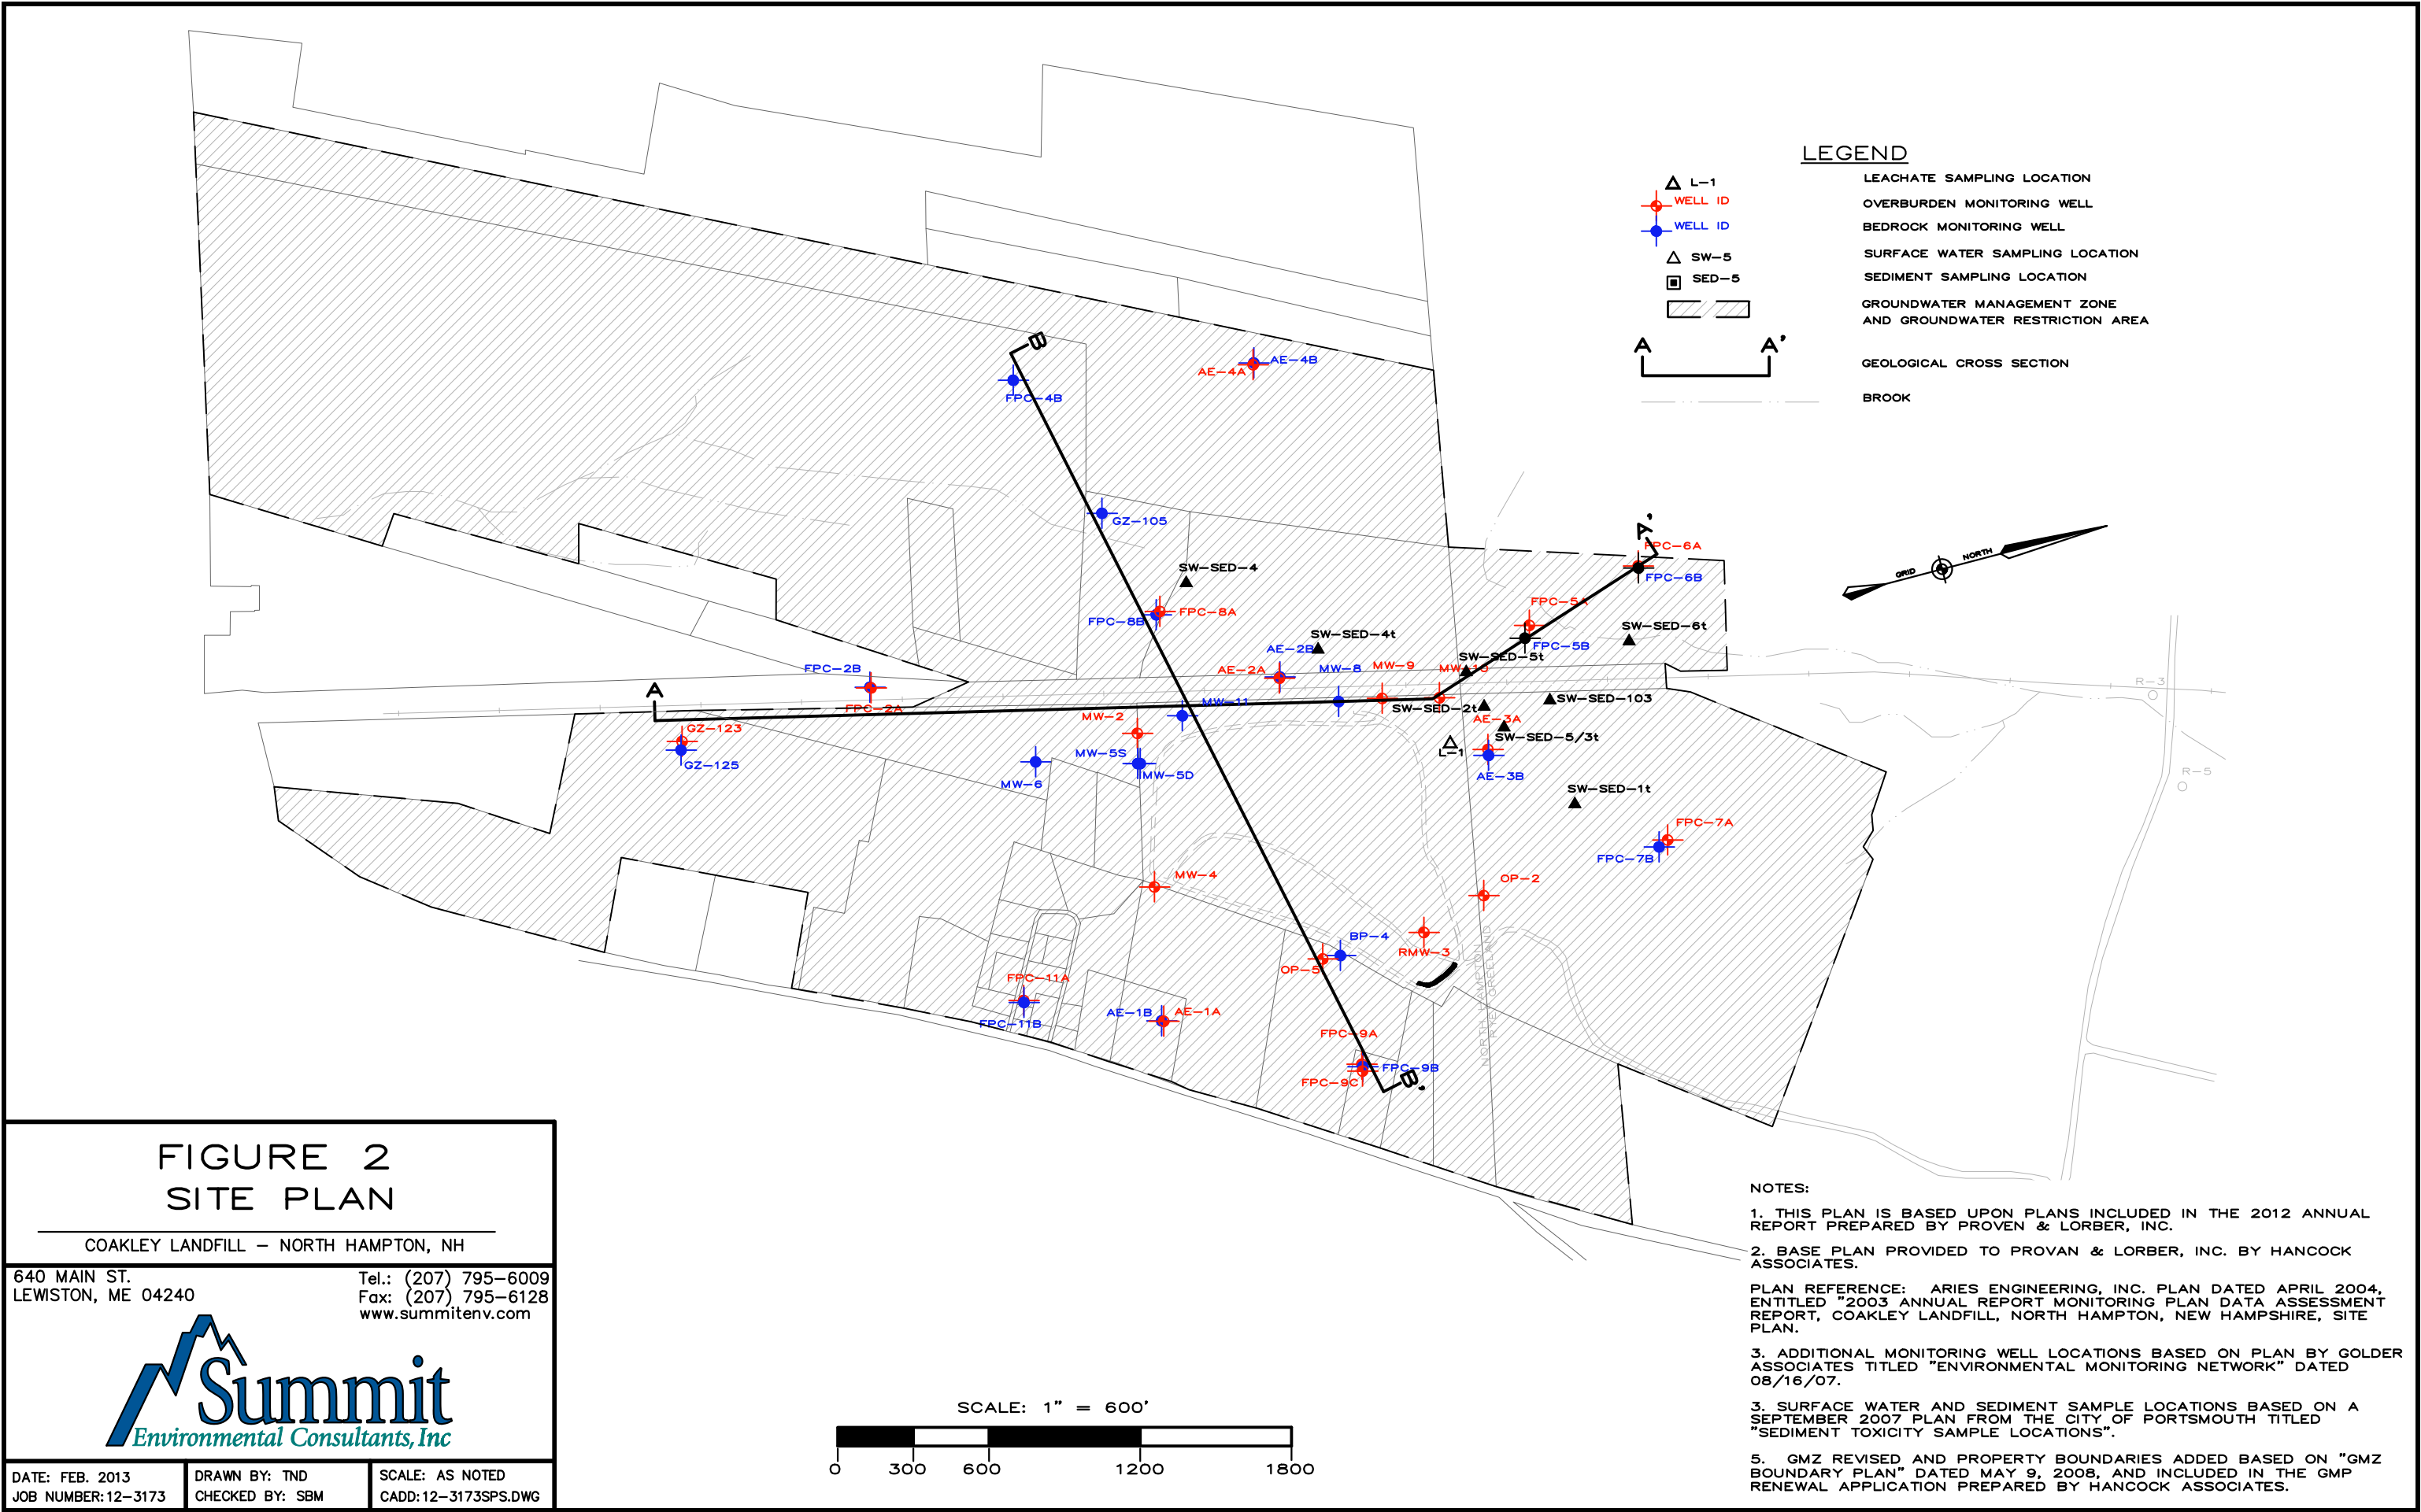 LEGEND
L-1 LEACHATE SAMPLING LOCATION
WELL ID OVERBURDEN MONITORING WELL
WELL ID BEDROCK MONITORING WELL
SW-5 SURFACE WATER SAMPLING LOCATION
SED-5 SEDIMENT SAMPLING LOCATION
GROUNDWATER MANAGEMENT ZONE
AND GROUNDWATER RESTRICTION AREA
A A'
GEOLOGICAL CROSS SECTION
BROOK
B
AE-4B
AE-4A
FPC-4B
GZ-105
A'
FPC-6A
FPC-6B
GRID NORTH
SW-SED-4
FPC-8A
FPC-8B
FPC-5A
SW-SED-6t
SW-SED-4t
FPC-5B
AE-2B
SW-SED-5t
FPC-2B
AE-2A
MW-8
MW-9
MW-10
R-3
A
SW-SED-103
MW-11
FPC-2A
SW-SED-2t
MW-2
AE-3A
GZ-123
SW-SED-5/3t
L-1
MW-5S
GZ-125
MW-5D
AE-3B
R-5
MW-6
SW-SED-1t
FPC-7A
FPC-7B
MW-4
OP-2
BP-4
RMW-3
OP-5
NORTH HAMPTON
RYE/GREELAND
FPC-11A
FPC-11B
AE-1B
AE-1A
FPC-9A
FPC-9B
FPC-9C
B'
FIGURE 2
SITE PLAN
COAKLEY LANDFILL – NORTH HAMPTON, NH
640 MAIN ST.
LEWISTON, ME 04240
Tel.: (207) 795-6009
Fax: (207) 795-6128
www.summitenv.com
Summit
Environmental Consultants, Inc
DATE: FEB. 2013
JOB NUMBER: 12-3173
DRAWN BY: TND
CHECKED BY: SBM
SCALE: AS NOTED
CADD: 12-3173SPS.DWG
SCALE: 1" = 600'
0 300 600 1200 1800
NOTES:
1. THIS PLAN IS BASED UPON PLANS INCLUDED IN THE 2012 ANNUAL
REPORT PREPARED BY PROVEN & LORBER, INC.
2. BASE PLAN PROVIDED TO PROVAN & LORBER, INC. BY HANCOCK
ASSOCIATES.
PLAN REFERENCE: ARIES ENGINEERING, INC. PLAN DATED APRIL 2004,
ENTITLED "2003 ANNUAL REPORT MONITORING PLAN DATA ASSESSMENT
REPORT, COAKLEY LANDFILL, NORTH HAMPTON, NEW HAMPSHIRE, SITE
PLAN.
3. ADDITIONAL MONITORING WELL LOCATIONS BASED ON PLAN BY GOLDER
ASSOCIATES TITLED "ENVIRONMENTAL MONITORING NETWORK" DATED
08/16/07.
3. SURFACE WATER AND SEDIMENT SAMPLE LOCATIONS BASED ON A
SEPTEMBER 2007 PLAN FROM THE CITY OF PORTSMOUTH TITLED
"SEDIMENT TOXICITY SAMPLE LOCATIONS".
5. GMZ REVISED AND PROPERTY BOUNDARIES ADDED BASED ON "GMZ
BOUNDARY PLAN" DATED MAY 9, 2008, AND INCLUDED IN THE GMP
RENEWAL APPLICATION PREPARED BY HANCOCK ASSOCIATES.